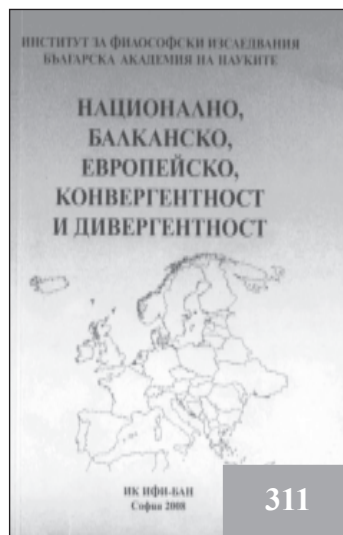 ИНСТИТУТ ЗА ФИЛОСОФСКИ ИЗСЛЕДВАНИЯ
БЪЛГАРСКА АКАДЕМИЯ НА НАУКИТЕ
НАЦИОНАЛНО,
БАЛКАНСКО,
ЕВРОПЕЙСКО,
КОНВЕРГЕНТНОСТ
И ДИВЕРГЕНТНОСТ
ИК ИФИ-БАН
София 2008
311